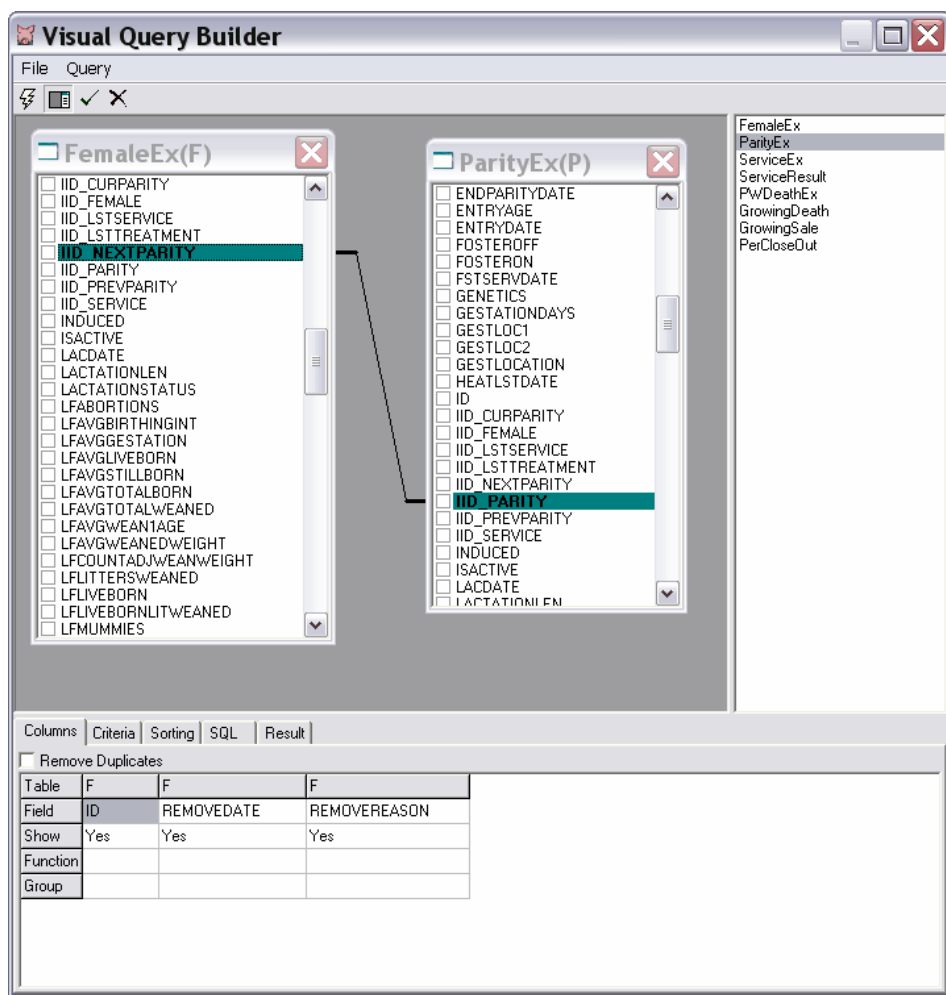 Visual Query Builder
File Query
FemaleEx(F)
IID_CURPARITY
IID_FEMALE
IID_LSTSERVICE
IID_LSTTREATMENT
IID_NEXTPARITY
IID_PARITY
IID_PREVPARITY
IID_SERVICE
INDUCED
ISACTIVE
LACDATE
LACTATIONLEN
LACTATIONSTATUS
LFABORTIONS
LFAVGBIRTHINGINT
LFAVGGESTATION
LFAVGLIVEBORN
LFAVGSTILLBORN
LFAVGTOTALBORN
LFAVGTOTALWEANED
LFAVGWEAN1AGE
LFAVGWEANEDWEIGHT
LFCOUNTADJWEANWEIGHT
LFLITTERSWEANED
LFLIVEBORN
LFLIVEBORNLITWEANED
LFMUMMIES
ParityEx(P)
ENDPARITYDATE
ENTRYAGE
ENTRYDATE
FOSTEROFF
FOSTERON
FSTSERVDATE
GENETICS
GESTATIONDAYS
GESTLOC1
GESTLOC2
GESTLOCATION
HEATLSTDATE
ID
IID_CURPARITY
IID_FEMALE
IID_LSTSERVICE
IID_LSTTREATMENT
IID_NEXTPARITY
IID_PARITY
IID_PREVPARITY
IID_SERVICE
INDUCED
ISACTIVE
LACDATE
LACTATIONLEN
FemaleEx
ParityEx
ServiceEx
ServiceResult
PWDeathEx
GrowingDeath
GrowingSale
PerCloseOut
Columns Criteria Sorting SQL Result
Remove Duplicates
Table F F F
Field ID REMOVEDATE REMOVEREASON
Show Yes Yes Yes
Function
Group